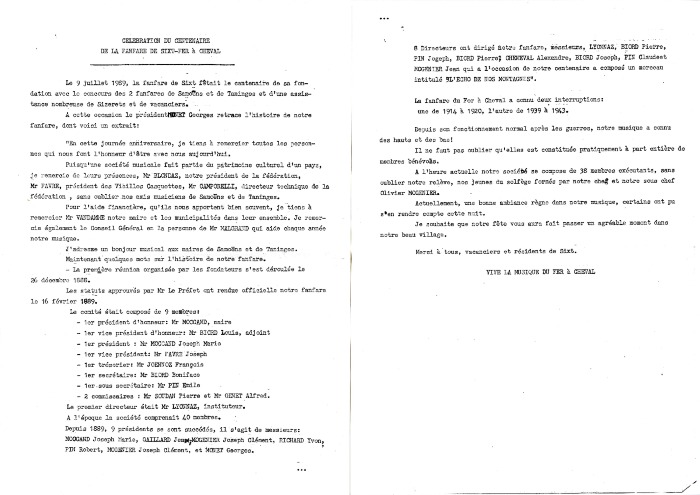 CELEBRATION DU CENTENAIRE
DE LA FANFARE DE SIXT-FER à CHEVAL
Le 9 juillet 1989, la fanfare de Sixt fêtait le centenaire de sa fon-
dation avec le concours des 2 fanfares de Samoëns et de Taninges et d'une assis-
tance nombreuse de Sizerets et de vacanciers.
A cette occasion le président MONET Georges retraça l'histoire de notre
fanfare, dont voici un extrait:
"En cette journée anniversaire, je tiens à remercier toutes les person-
nes qui nous font l'honneur d'être avec nous aujourd'hui.
Puisqu'une société musicale fait partie du patrimoine culturel d'un pays,
je remercie de leurs présences, Mr BLONDAZ, notre président de la fédération,
Mr FAVRE, président des Vieilles Casquettes, Mr CAMPORELLI, directeur technique de la
fédération , sans oublier nos amis musiciens de Samoëns et de Taninges.
Pour l'aide financière, qu'ils nous apportent bien souvent, je tiens à
remercier Mr VANDAMME notre maire et les municipalités dans leur ensemble. Je remer-
cie également le Conseil Général en la personne de Mr MALGRAND qui aide chaque année
notre musique.
J'adresse un bonjour musical aux maires de Samoëns et de Taninges.
Maintenant quelques mots sur l'histoire de notre fanfare.
- La première réunion organisée par les fondateurs s'est déroulée le
26 décembre 1888.
Les statuts approuvés par Mr Le Préfet ont rendue officielle notre fanfare
le 16 février 1889.
Le comité était composé de 9 membres:
- 1er président d'honneur: Mr MOCCAND, maire
- 1er vice président d'honneur: Mr BIORD Louis, adjoint
- 1er président : Mr MOCCAND Joseph Marie
- 1er vice président: Mr FAVRE Joseph
- 1er trésorier: Mr JOENNOZ François
- 1er secrétaire: Mr BIORD Boniface
- 1er sous secrétaire: Mr PIN Emile
- 2 commissaires : Mr SOUDAN Pierre et Mr GENET Alfred.
Le premier directeur était Mr LYONNAZ, instituteur.
A l'époque la société comprenait 40 membres.
Depuis 1889, 9 présidents se sont succédés, il s'agit de messieurs:
MOCCAND Joseph Marie, GAILLARD Jean, MOGENIER Joseph Clément, RICHARD Yvon,
PIN Robert, MOGENIER Joseph Clément, et MONET Georges.
...
...
8 Directeurs ont dirigé notre fanfare, messieurs, LYONNAZ, BIORD Pierre,
PIN Joseph, BIORD Pierre, CHENEVAL Alexandre, BIORD Joseph, PIN Claudest
MOGENIER Jean qui a l'occasion de notre centenaire a composé un morceau
intitulé "L'ECHO DE NOS MONTAGNES".
La fanfare du Fer à Cheval a connu deux interruptions:
une de 1914 à 1920, l'autre de 1939 à 1943.
Depuis son fonctionnement normal après les guerres, notre musique a connu
des hauts et des bas!
Il ne faut pas oublier qu'elles est constituée pratiquement à part entière de
membres bénévoles.
A l'heure actuelle notre société se compose de 38 membres exécutants, sans
oublier notre relève, nos jeunes du solfège formés par notre chef et notre sous chef
Olivier MOGENIER.
Actuellement, une bonne ambiance règne dans notre musique, certains ont pu
s'en rendre compte cette nuit.
Je souhaite que notre fête vous aura fait passer un agréable moment dans
notre beau village.
Merci à tous, vacanciers et résidents de Sixt.
VIVE LA MUSIQUE DU FER à CHEVAL